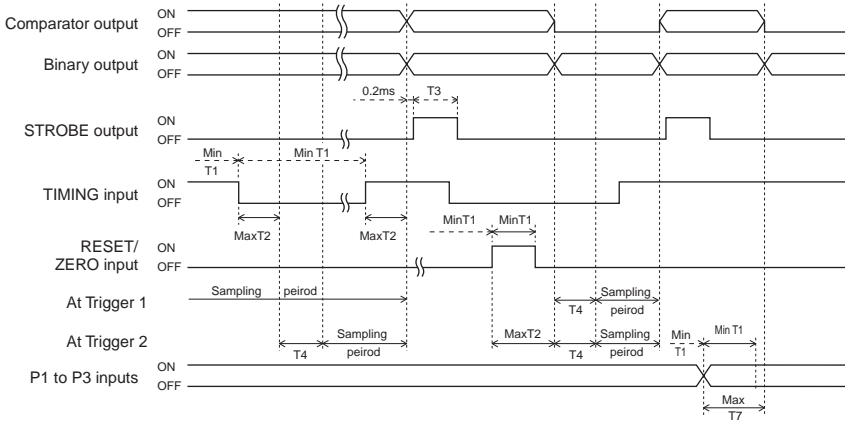 Comparator output ON
OFF
Binary output ON
OFF
0.2ms T3
STROBE output ON
OFF
Min Min T1
T1
TIMING input ON
OFF
MaxT2 MaxT2 MinT1 MinT1
RESET/ ON
ZERO input OFF
At Trigger 1 Sampling peirod T4 Sampling
peirod
At Trigger 2 T4 Sampling MaxT2 T4 Sampling Min Min T1
peirod peirod T1
P1 to P3 inputs ON
OFF
Max
T7